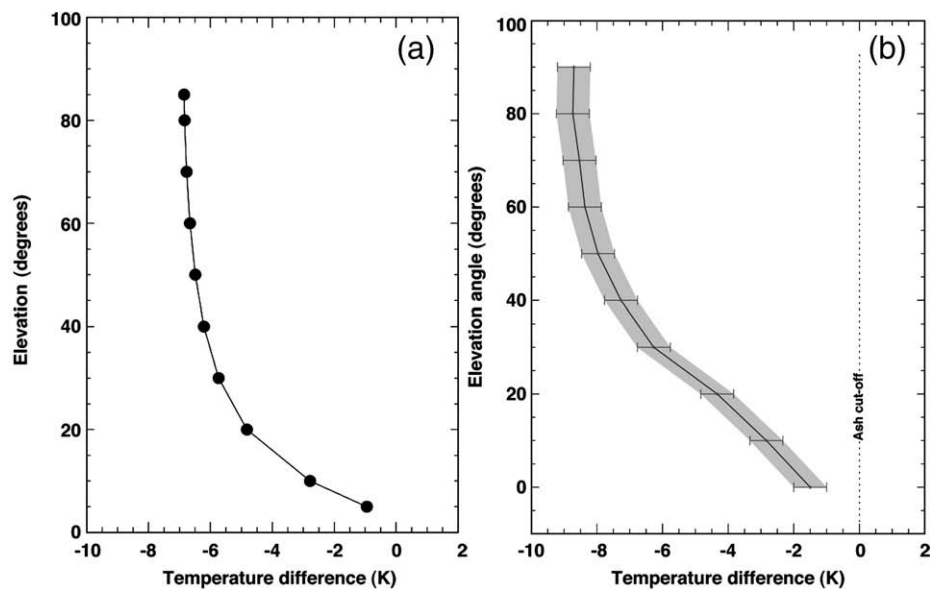 (a)
100
80
60
40
20
0
Elevation (degrees)
-10 -8 -6 -4 -2 0 2
Temperature difference (K)
(b)
100
80
60
40
20
0
Elevation angle (degrees)
Ash cut-off
-10 -8 -6 -4 -2 0 2
Temperature difference (K)